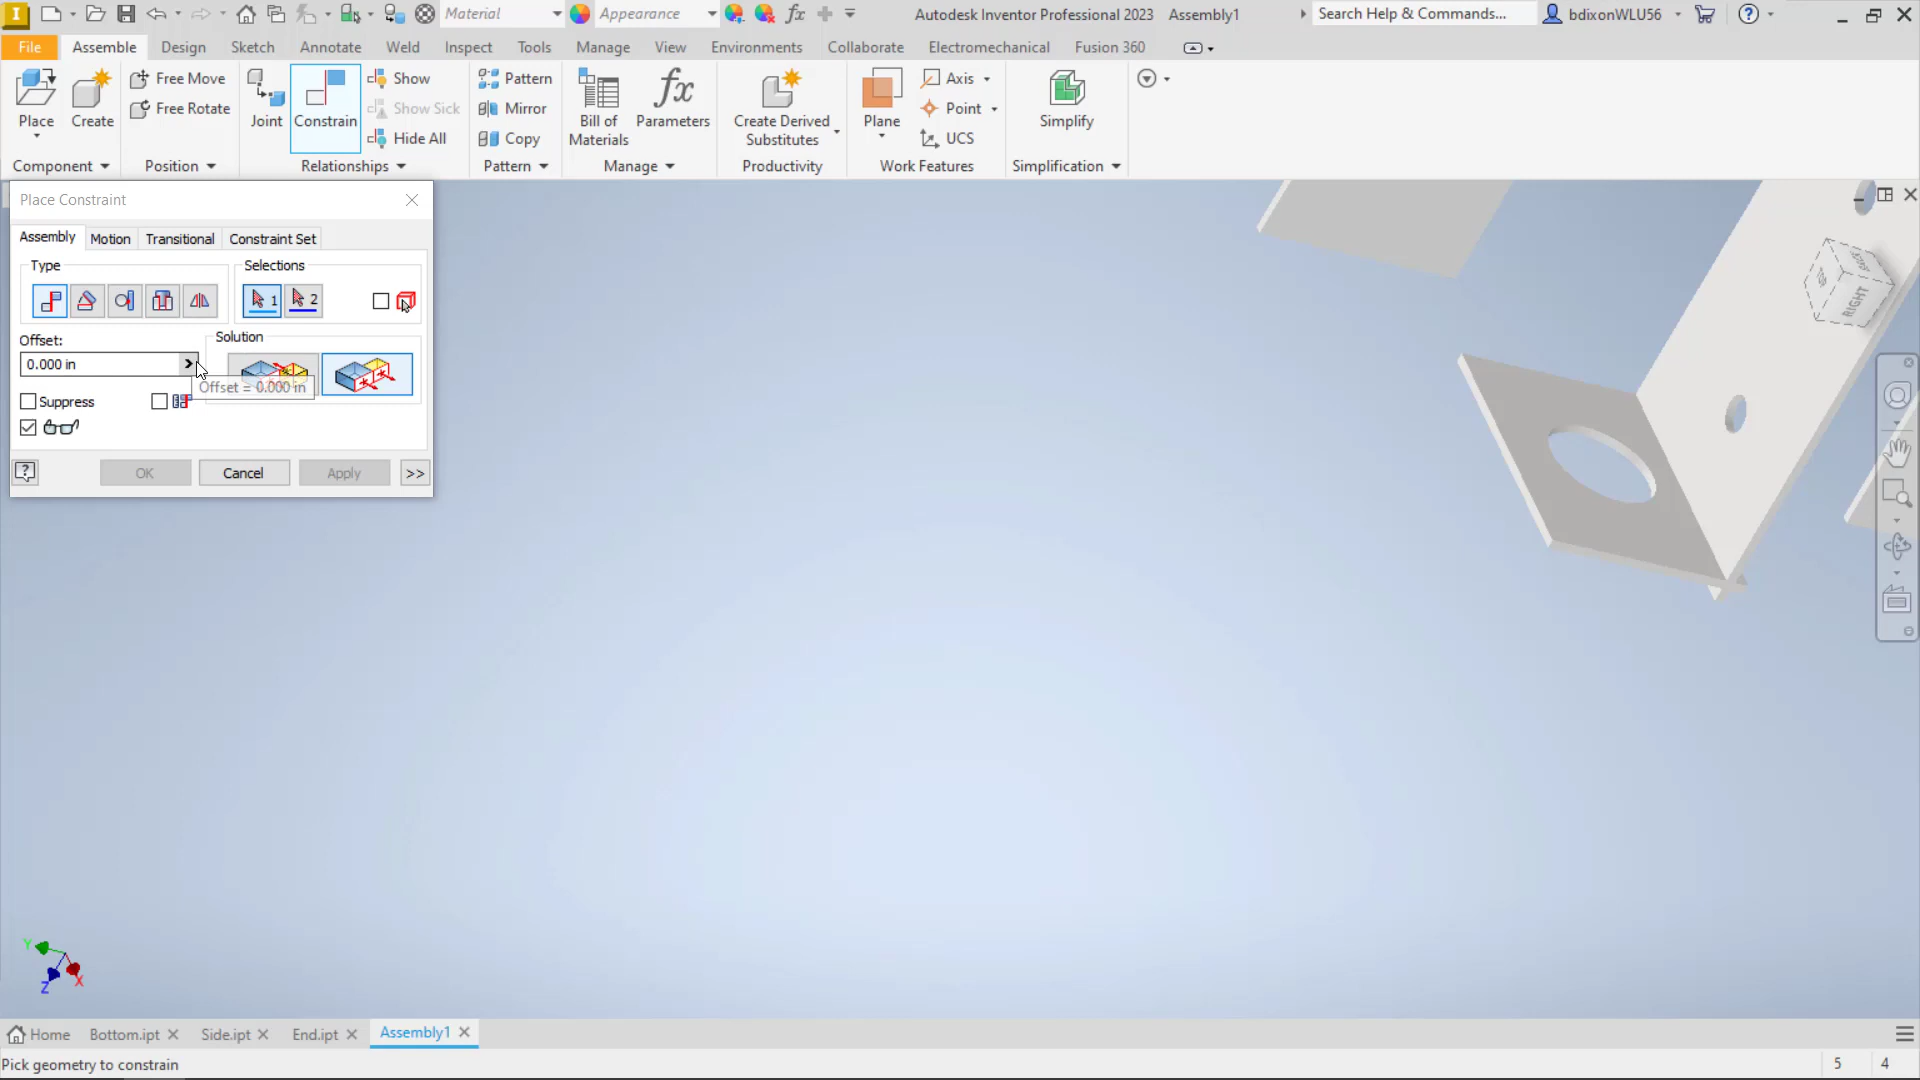 Material
Appearance
fx
Autodesk Inventor Professional 2023 Assembly1
Search Help & Commands...
bdixonWLU56
File
Assemble
Design
Sketch
Annotate
Weld
Inspect
Tools
Manage
View
Environments
Collaborate
Electromechanical
Fusion 360
Place
Create
Free Move
Free Rotate
Joint
Constrain
Show
Show Sick
Hide All
Pattern
Mirror
Copy
Bill of
Materials
fx
Parameters
Create Derived
Substitutes
Plane
Axis
Point
UCS
Simplify
Component
Position
Relationships
Pattern
Manage
Productivity
Work Features
Simplification
Place Constraint
Assembly
Motion
Transitional
Constraint Set
Type
Selections
1
2
Offset:
Solution
0.000 in
Offset = 0.000 in
Suppress
OK
Cancel
Apply
>>
RIGHT
Y
Z
X
Home
Bottom.ipt
Side.ipt
End.ipt
Assembly1
Pick geometry to constrain
5
4